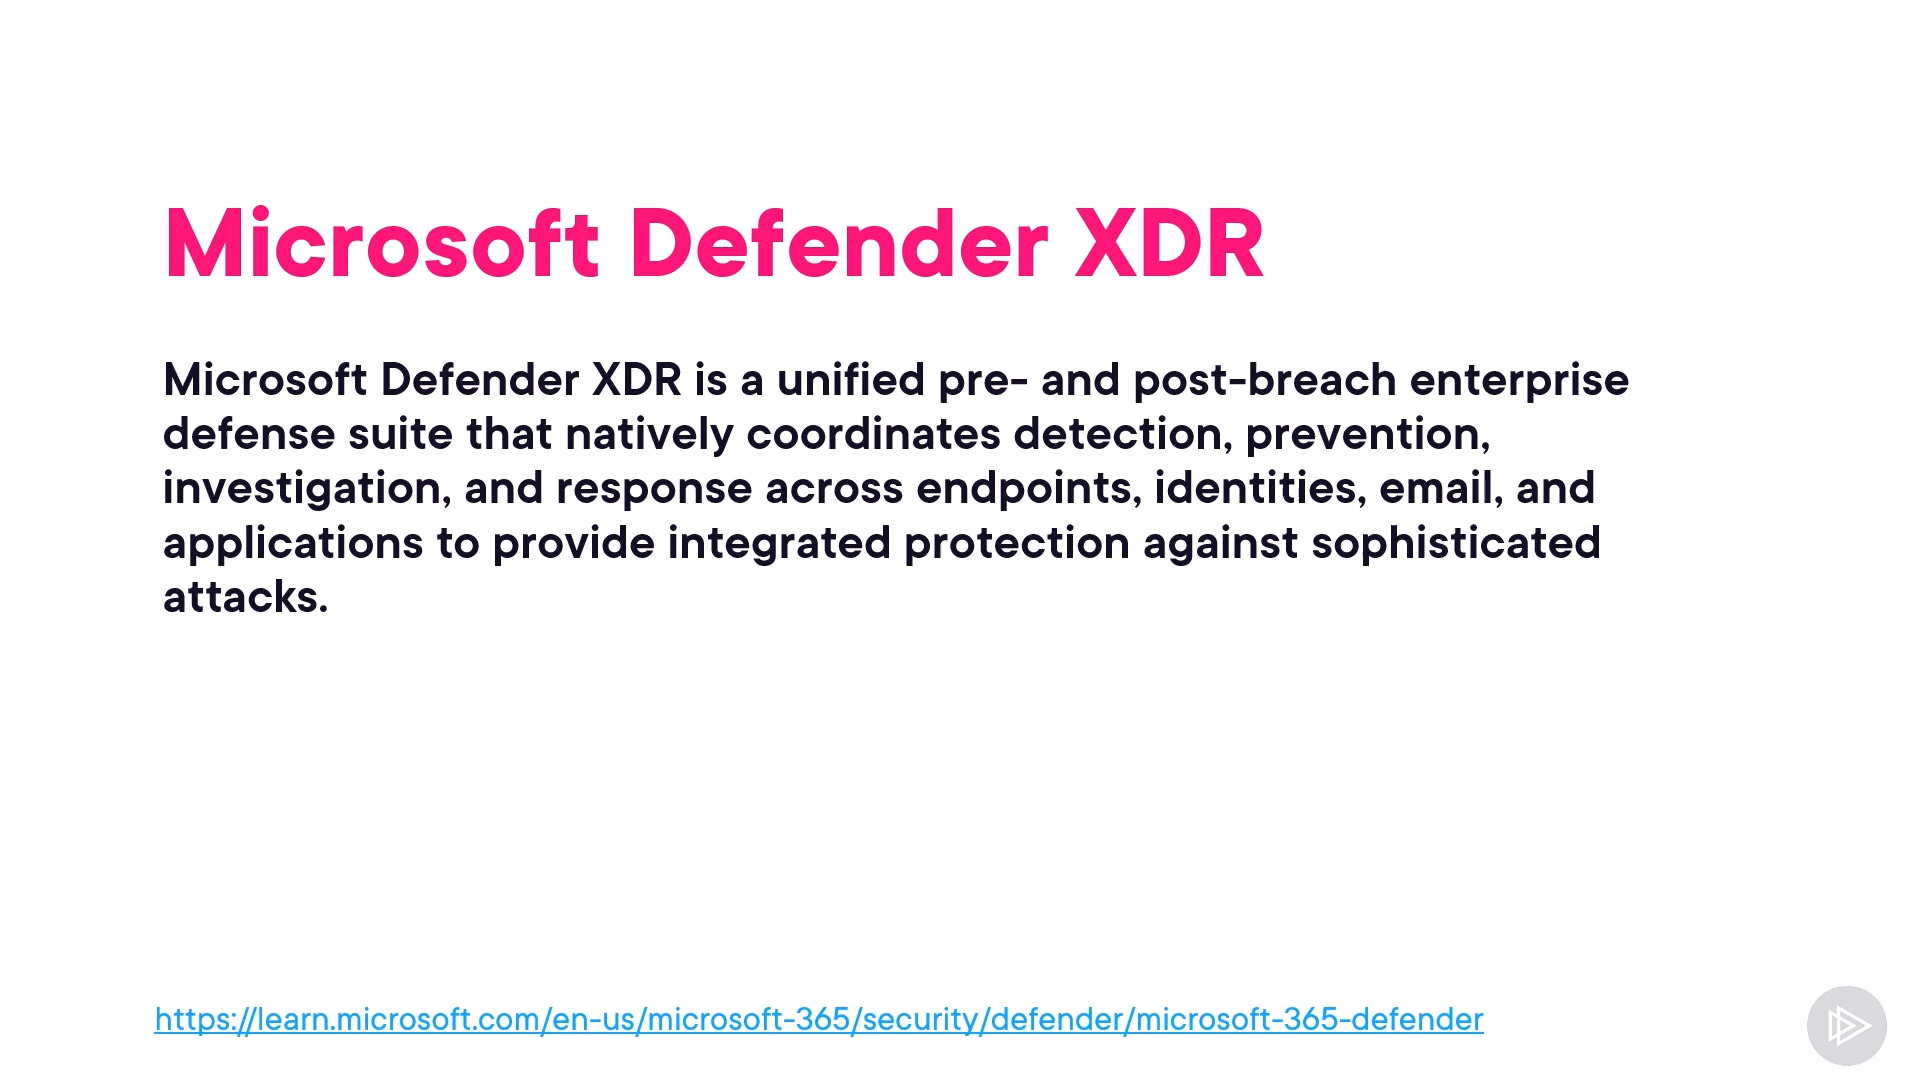 Microsoft Defender XDR
Microsoft Defender XDR is a unified pre- and post-breach enterprise
defense suite that natively coordinates detection, prevention,
investigation, and response across endpoints, identities, email, and
applications to provide integrated protection against sophisticated
attacks.
https://learn.microsoft.com/en-us/microsoft-365/security/defender/microsoft-365-defender